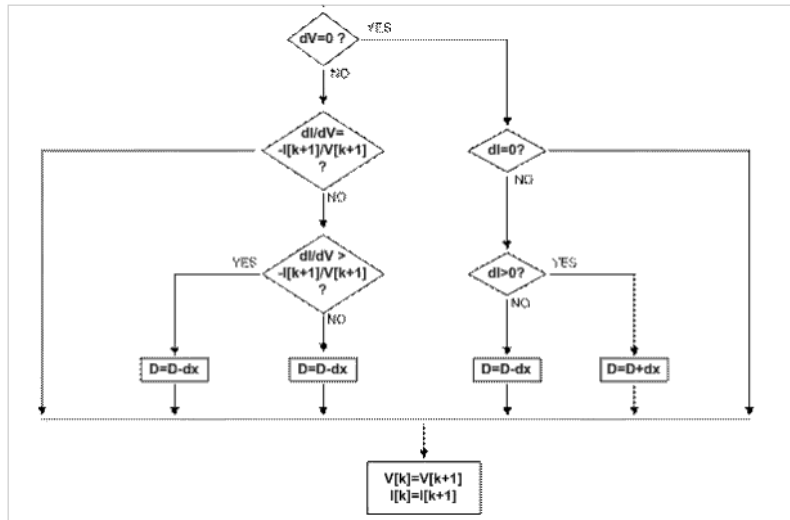 dV=0 ?
YES
NO
dI/dV=
-I[k+1]/V[k+1]
?
dI=0?
NO
NO
YES
dI/dV >
-I[k+1]/V[k+1]
?
dI>0?
YES
NO
NO
D=D-dx
D=D-dx
D=D-dx
D=D+dx
V[k]=V[k+1]
I[k]=I[k+1]